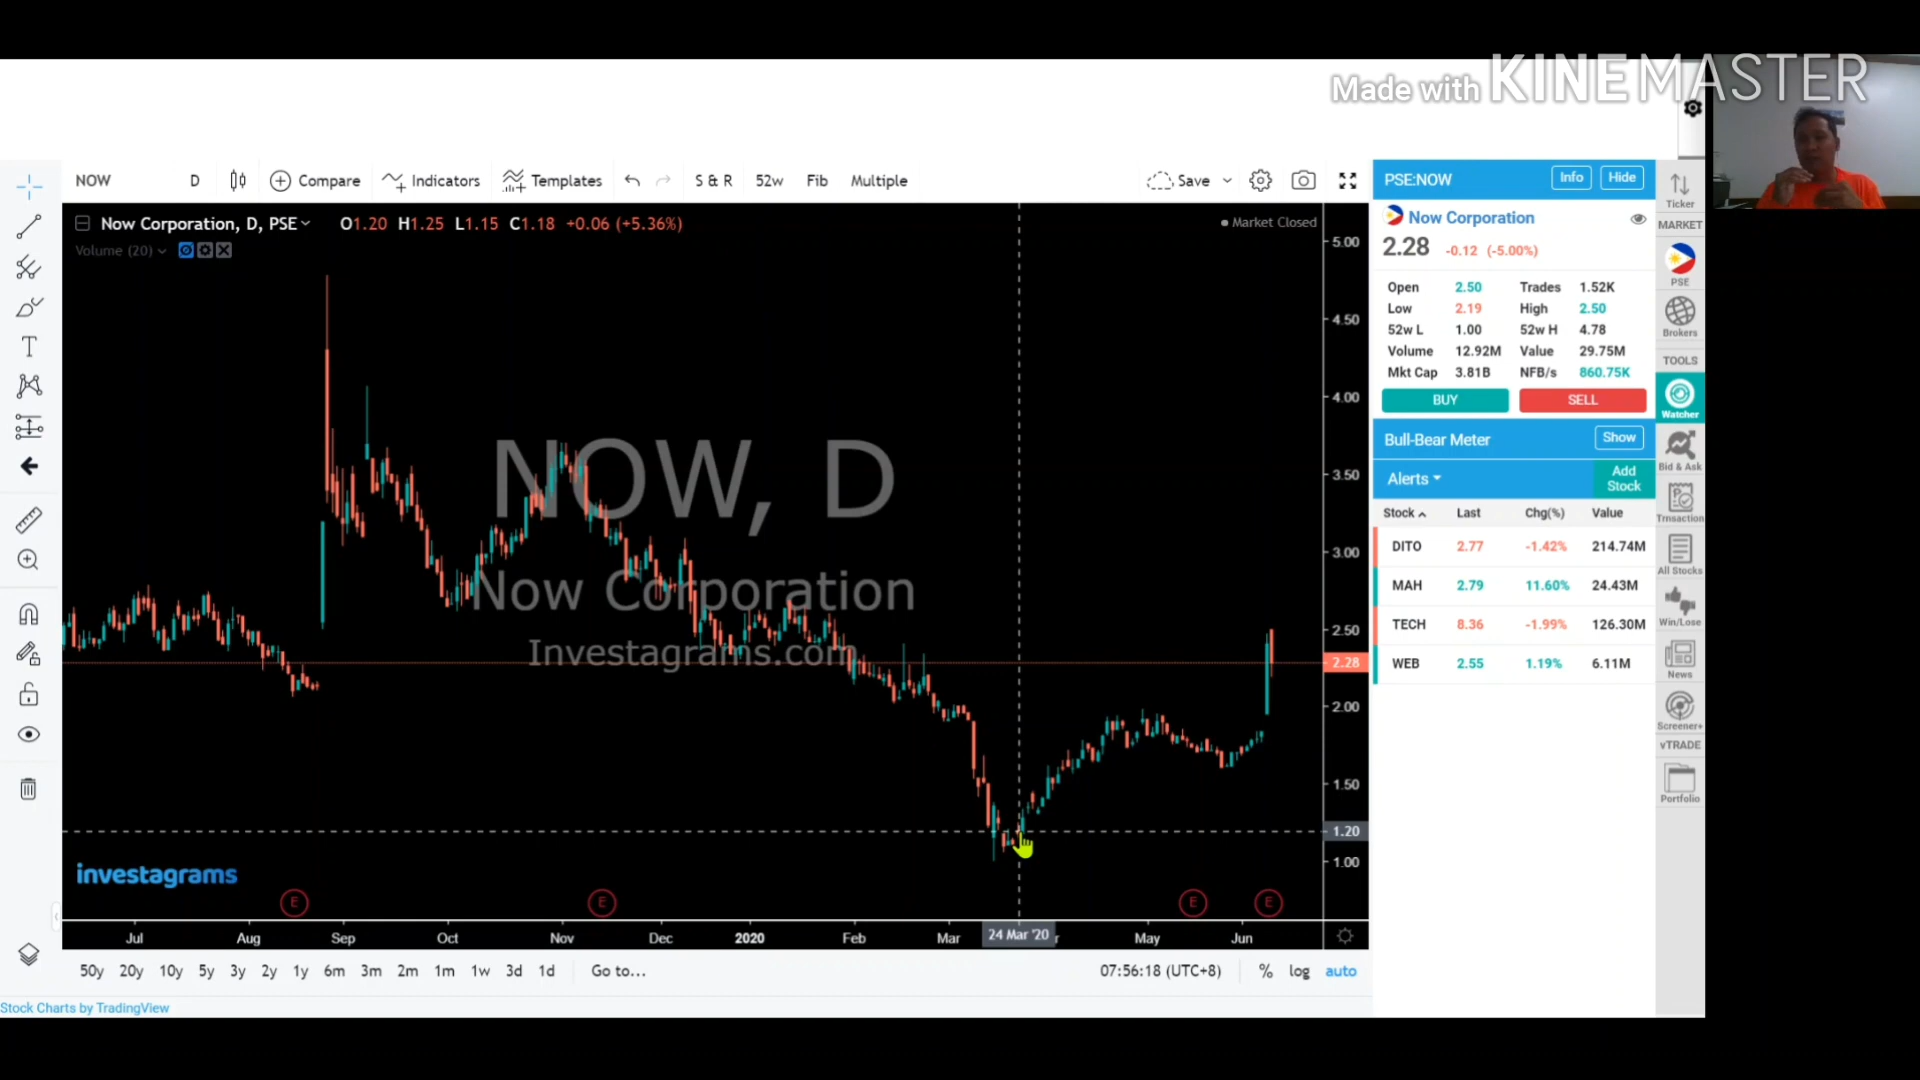 Made with KINEMASTER
NOW D Compare Indicators Templates S & R 52w Fib Multiple Save
Now Corporation, D, PSE O1.20 H1.25 L1.15 C1.18 +0.06 (+5.36%)
Market Closed
Volume (20)
5.00
4.50
4.00
3.50
3.00
2.50
2.28
2.00
1.50
1.20
1.00
NOW, D
Now Corporation
Investagrams.com
investagrams
E E E E
Jul Aug Sep Oct Nov Dec 2020 Feb Mar 24 Mar '20 May Jun
50y 20y 10y 5y 3y 2y 1y 6m 3m 2m 1m 1w 3d 1d Go to... 07:56:18 (UTC+8) % log auto
Stock Charts by TradingView
PSE:NOW Info Hide
Now Corporation
2.28 -0.12 (-5.00%)
Open 2.50 Trades 1.52K
Low 2.19 High 2.50
52w L 1.00 52w H 4.78
Volume 12.92M Value 29.75M
Mkt Cap 3.81B NFB/s 860.75K
BUY SELL
Bull-Bear Meter Show
Alerts Add Stock
Stock Last Chg(%) Value
DITO 2.77 -1.42% 214.74M
MAH 2.79 11.60% 24.43M
TECH 8.36 -1.99% 126.30M
WEB 2.55 1.19% 6.11M
Ticker
MARKET
PSE
Brokers
TOOLS
Watcher
Bid & Ask
Trnsaction
All Stocks
Win/Lose
News
Screener+
vTRADE
Portfolio